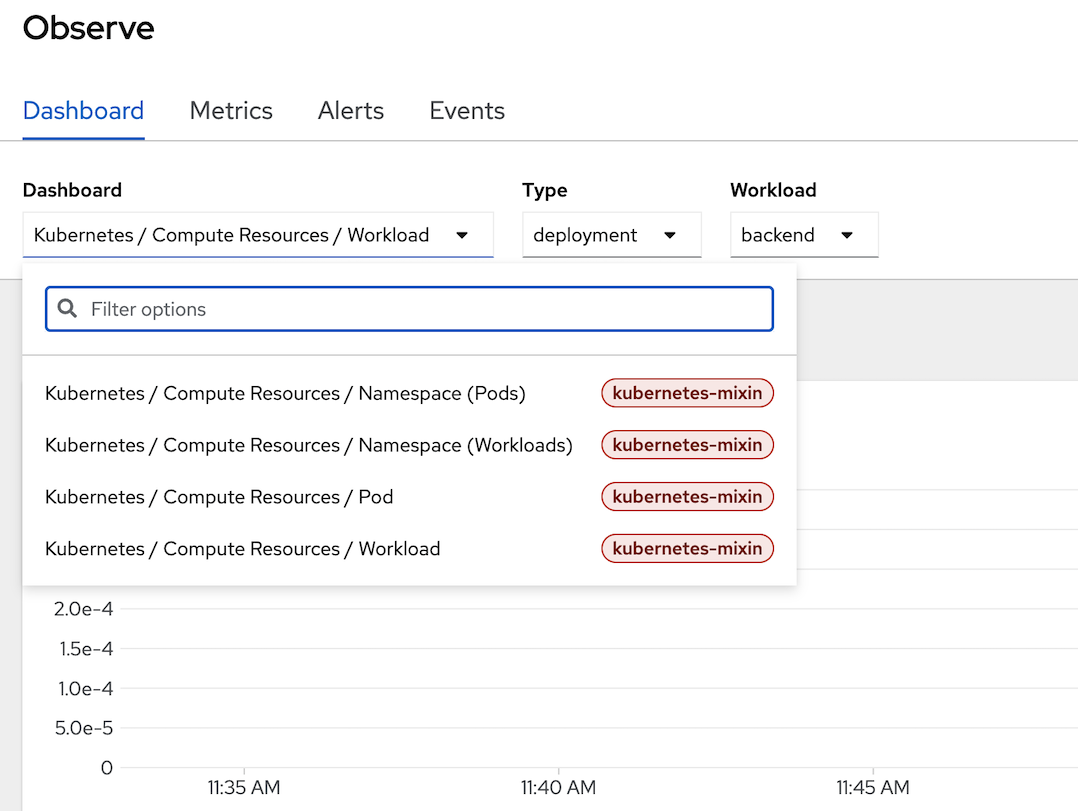 Observe
Dashboard Metrics Alerts Events
Dashboard Type Workload
Kubernetes / Compute Resources / Workload deployment backend
Filter options
Kubernetes / Compute Resources / Namespace (Pods) kubernetes-mixin
Kubernetes / Compute Resources / Namespace (Workloads) kubernetes-mixin
Kubernetes / Compute Resources / Pod kubernetes-mixin
Kubernetes / Compute Resources / Workload kubernetes-mixin
2.0e-4
1.5e-4
1.0e-4
5.0e-5
0
11:35 AM 11:40 AM 11:45 AM